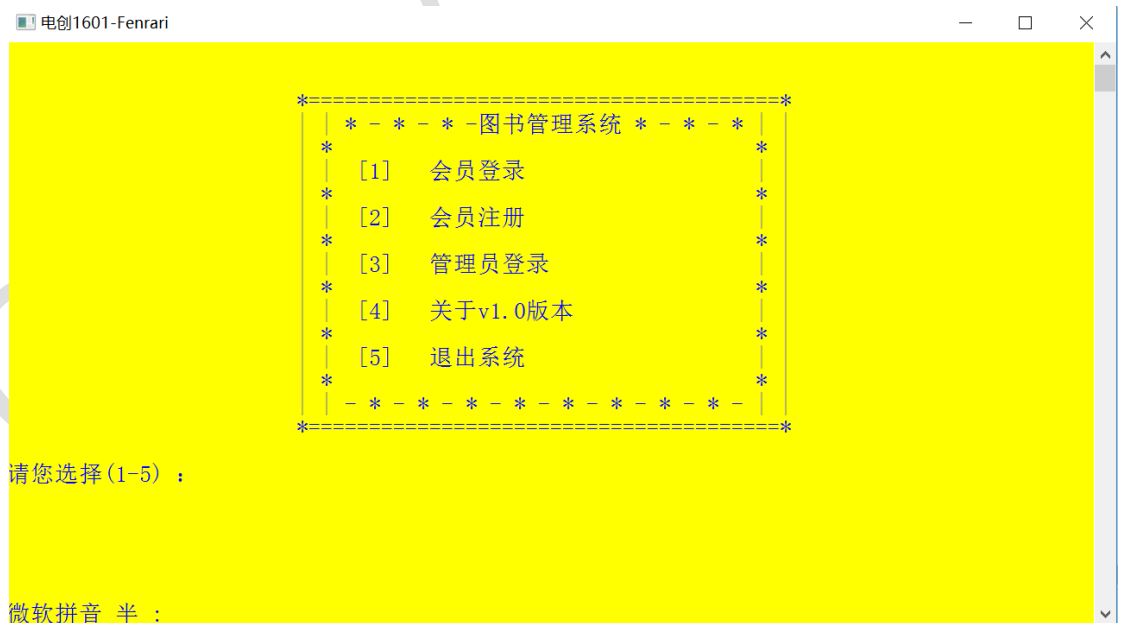 电创1601-Fenrari
*=======================================*
| | * - * - * -图书管理系统 * - * - * | |
* *
| [1] 会员登录 |
* *
| [2] 会员注册 |
* *
| [3] 管理员登录 |
* *
| [4] 关于v1.0版本 |
* *
| [5] 退出系统 |
* *
| | - * - * - * - * - * - * - * - * - | |
*=======================================*
请您选择(1-5) ：
微软拼音 半 :